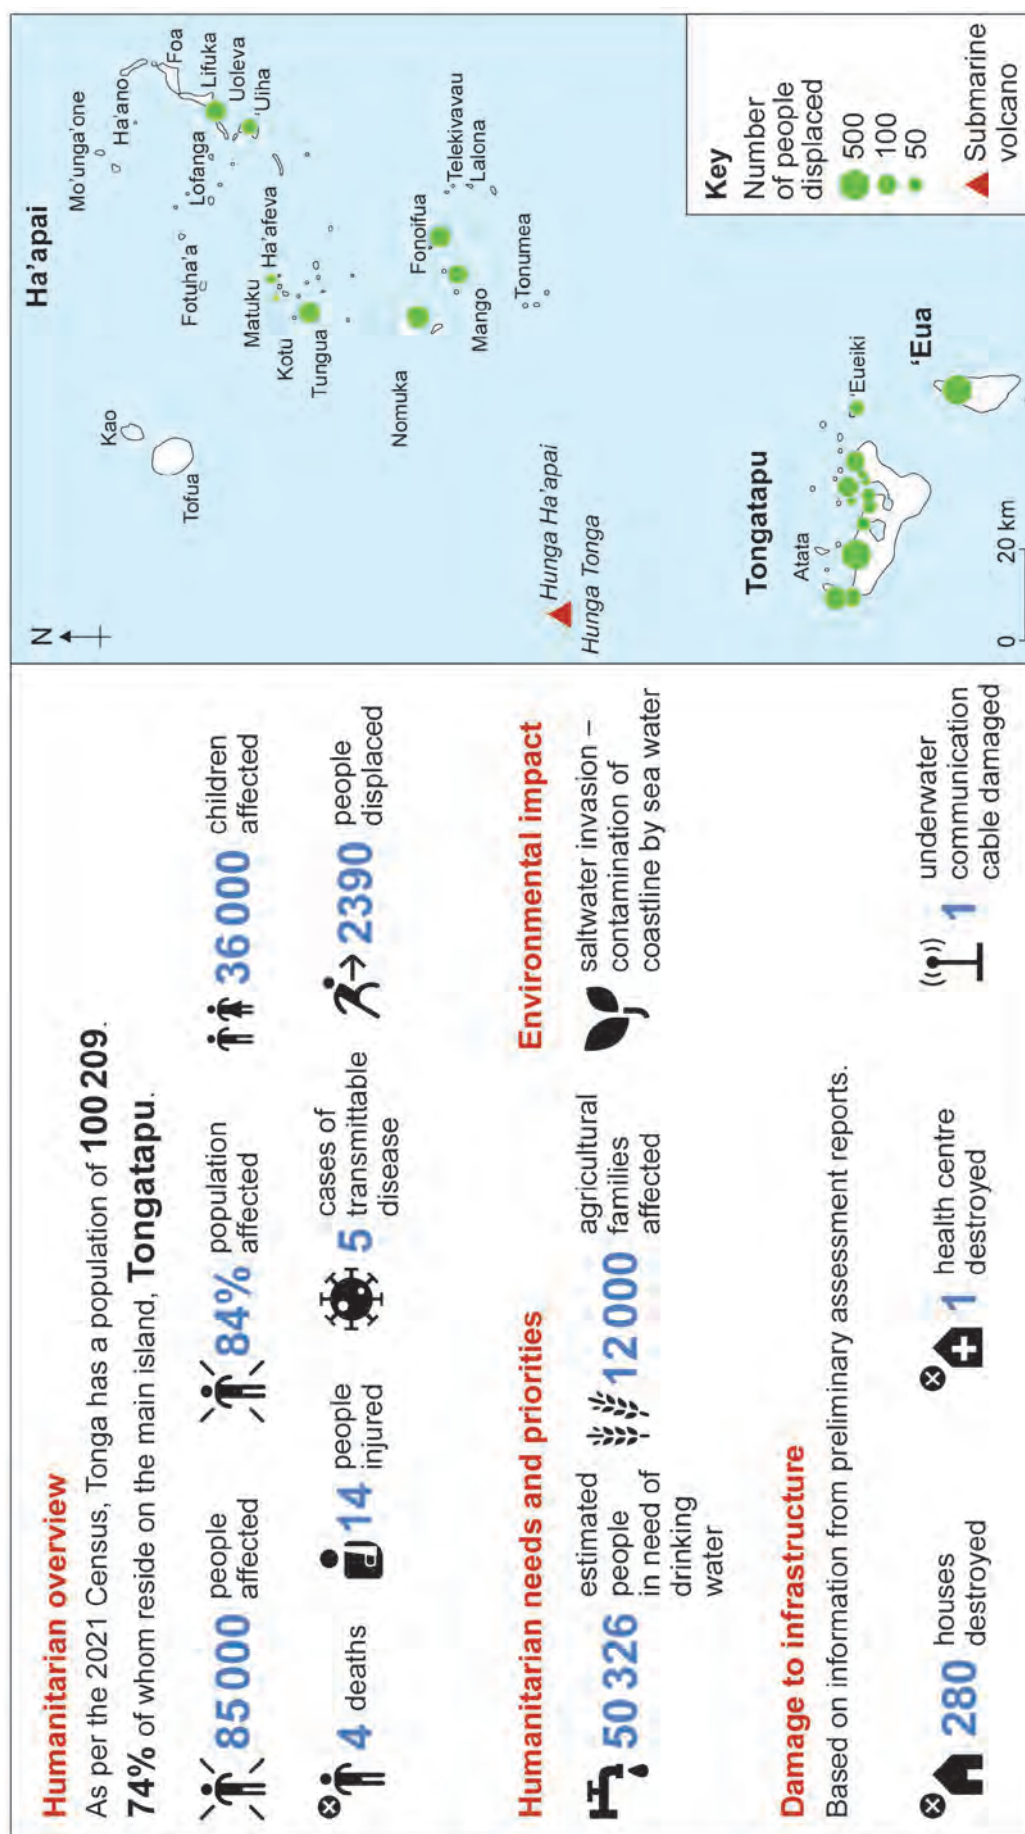 Humanitarian overview
As per the 2021 Census, Tonga has a population of 100 209.
74% of whom reside on the main island, Tongatapu.
85 000 people
affected
84% population
affected
36 000 children
affected
4 deaths
14 people
injured
5 cases of
transmittable
disease
2390 people
displaced
Humanitarian needs and priorities
50 326 estimated
people
in need of
drinking
water
12 000 agricultural
families
affected
Environmental impact
saltwater invasion –
contamination of
coastline by sea water
Damage to infrastructure
Based on information from preliminary assessment reports.
280 houses
destroyed
1 health centre
destroyed
1 underwater
communication
cable damaged
N
Ha'apai
Mo'unga'one
Ha'ano
Foa
Lifuka
Uoleva
'Uiha
Kao
Tofua
Fotuha'a
Lofanga
Matuku
Ha'afeva
Kotu
Tungua
Nomuka
Fonoifua
Mango
Telekivavau
Lalona
Tonumea
Hunga Ha'apai
Hunga Tonga
Tongatapu
Atata
'Eueiki
'Eua
0 20 km
Key
Number
of people
displaced
500
100
50
Submarine
volcano